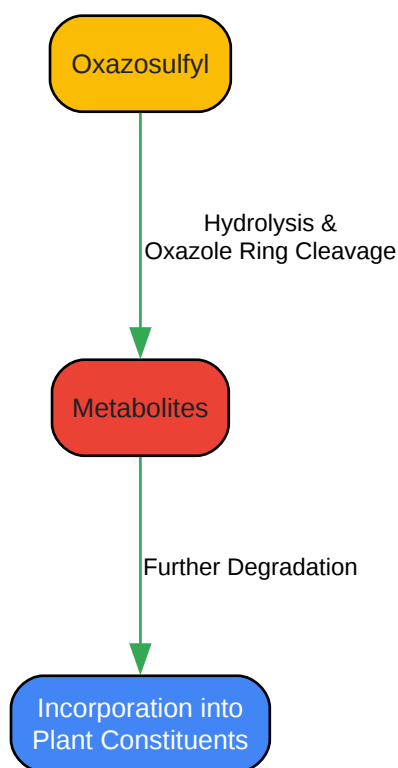 Oxazosulfyl
Hydrolysis &
Oxazole Ring Cleavage
Metabolites
Further Degradation
Incorporation into
Plant Constituents